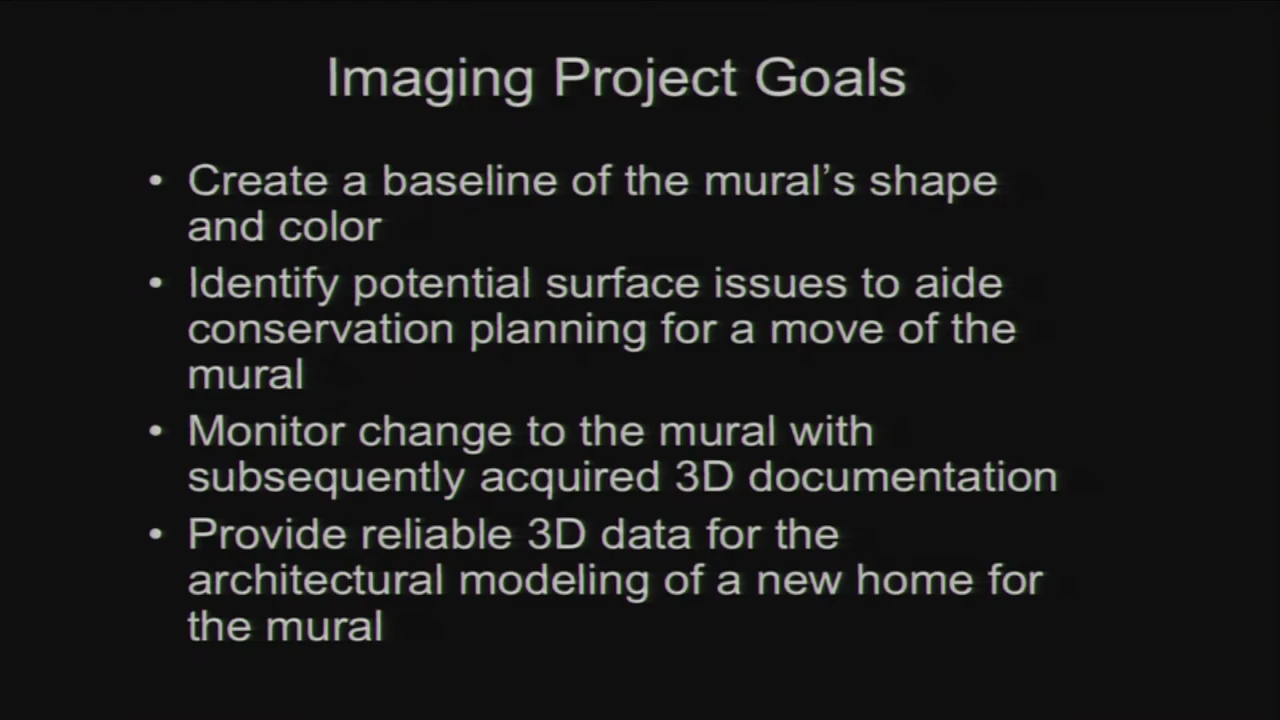 Imaging Project Goals
• Create a baseline of the mural’s shape
and color
• Identify potential surface issues to aide
conservation planning for a move of the
mural
• Monitor change to the mural with
subsequently acquired 3D documentation
• Provide reliable 3D data for the
architectural modeling of a new home for
the mural